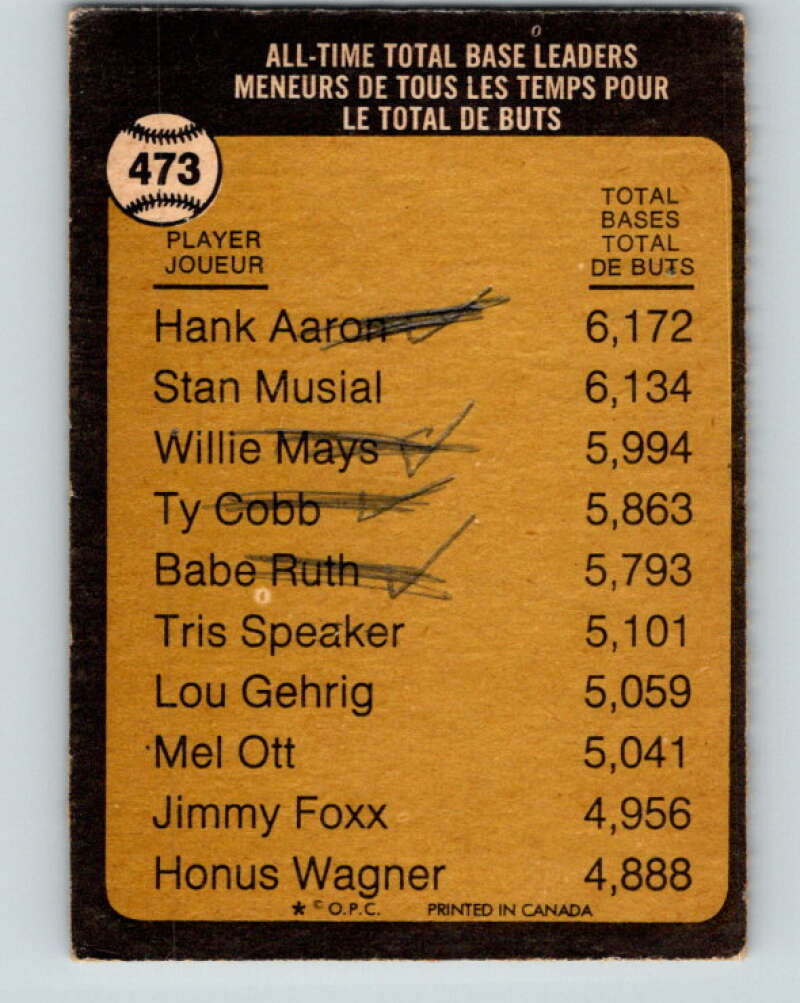 ALL-TIME TOTAL BASE LEADERS
MENEURS DE TOUS LES TEMPS POUR
LE TOTAL DE BUTS
473
PLAYER
JOUEUR
TOTAL
BASES
TOTAL
DE BUTS
Hank Aaron 6,172
Stan Musial 6,134
Willie Mays 5,994
Ty Cobb 5,863
Babe Ruth 5,793
Tris Speaker 5,101
Lou Gehrig 5,059
Mel Ott 5,041
Jimmy Foxx 4,956
Honus Wagner 4,888
* © O.P.C. PRINTED IN CANADA